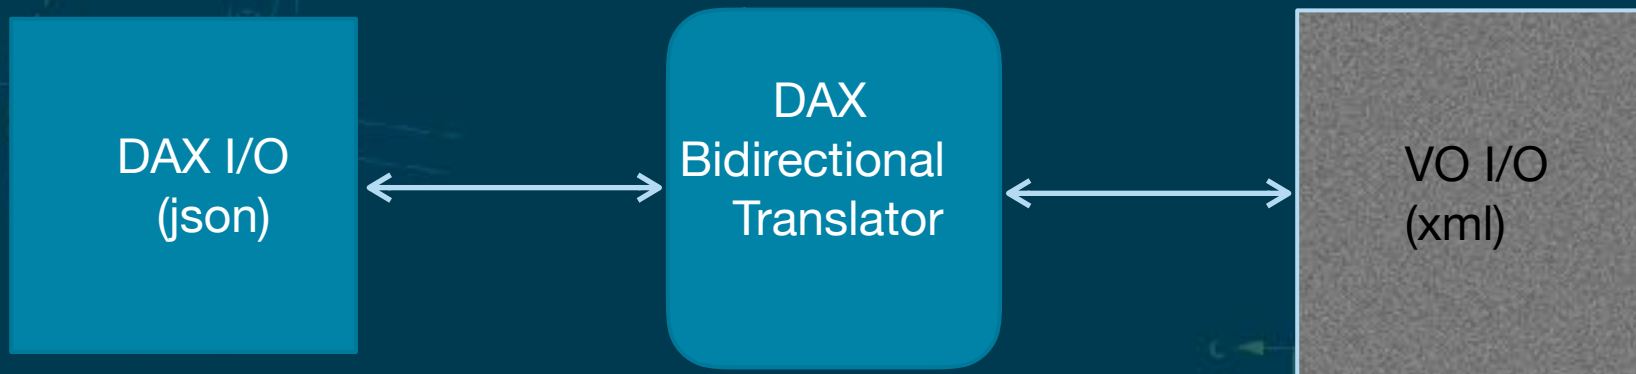 DAX I/O
(json)
DAX
Bidirectional
Translator
VO I/O
(xml)